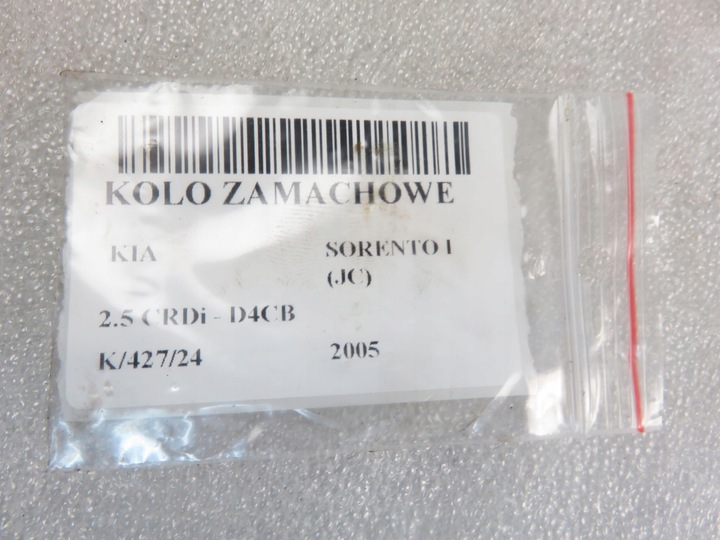 KOLO ZAMACHOWE
KIA SORENTO I
(JC)
2.5 CRDi - D4CB
K/427/24 2005